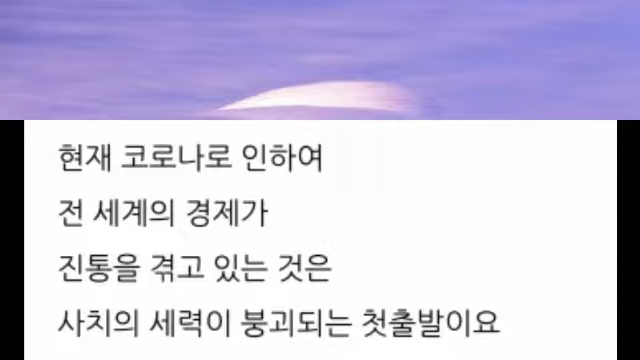 현재 코로나로 인하여
전 세계의 경제가
진통을 겪고 있는 것은
사치의 세력이 붕괴되는 첫출발이요